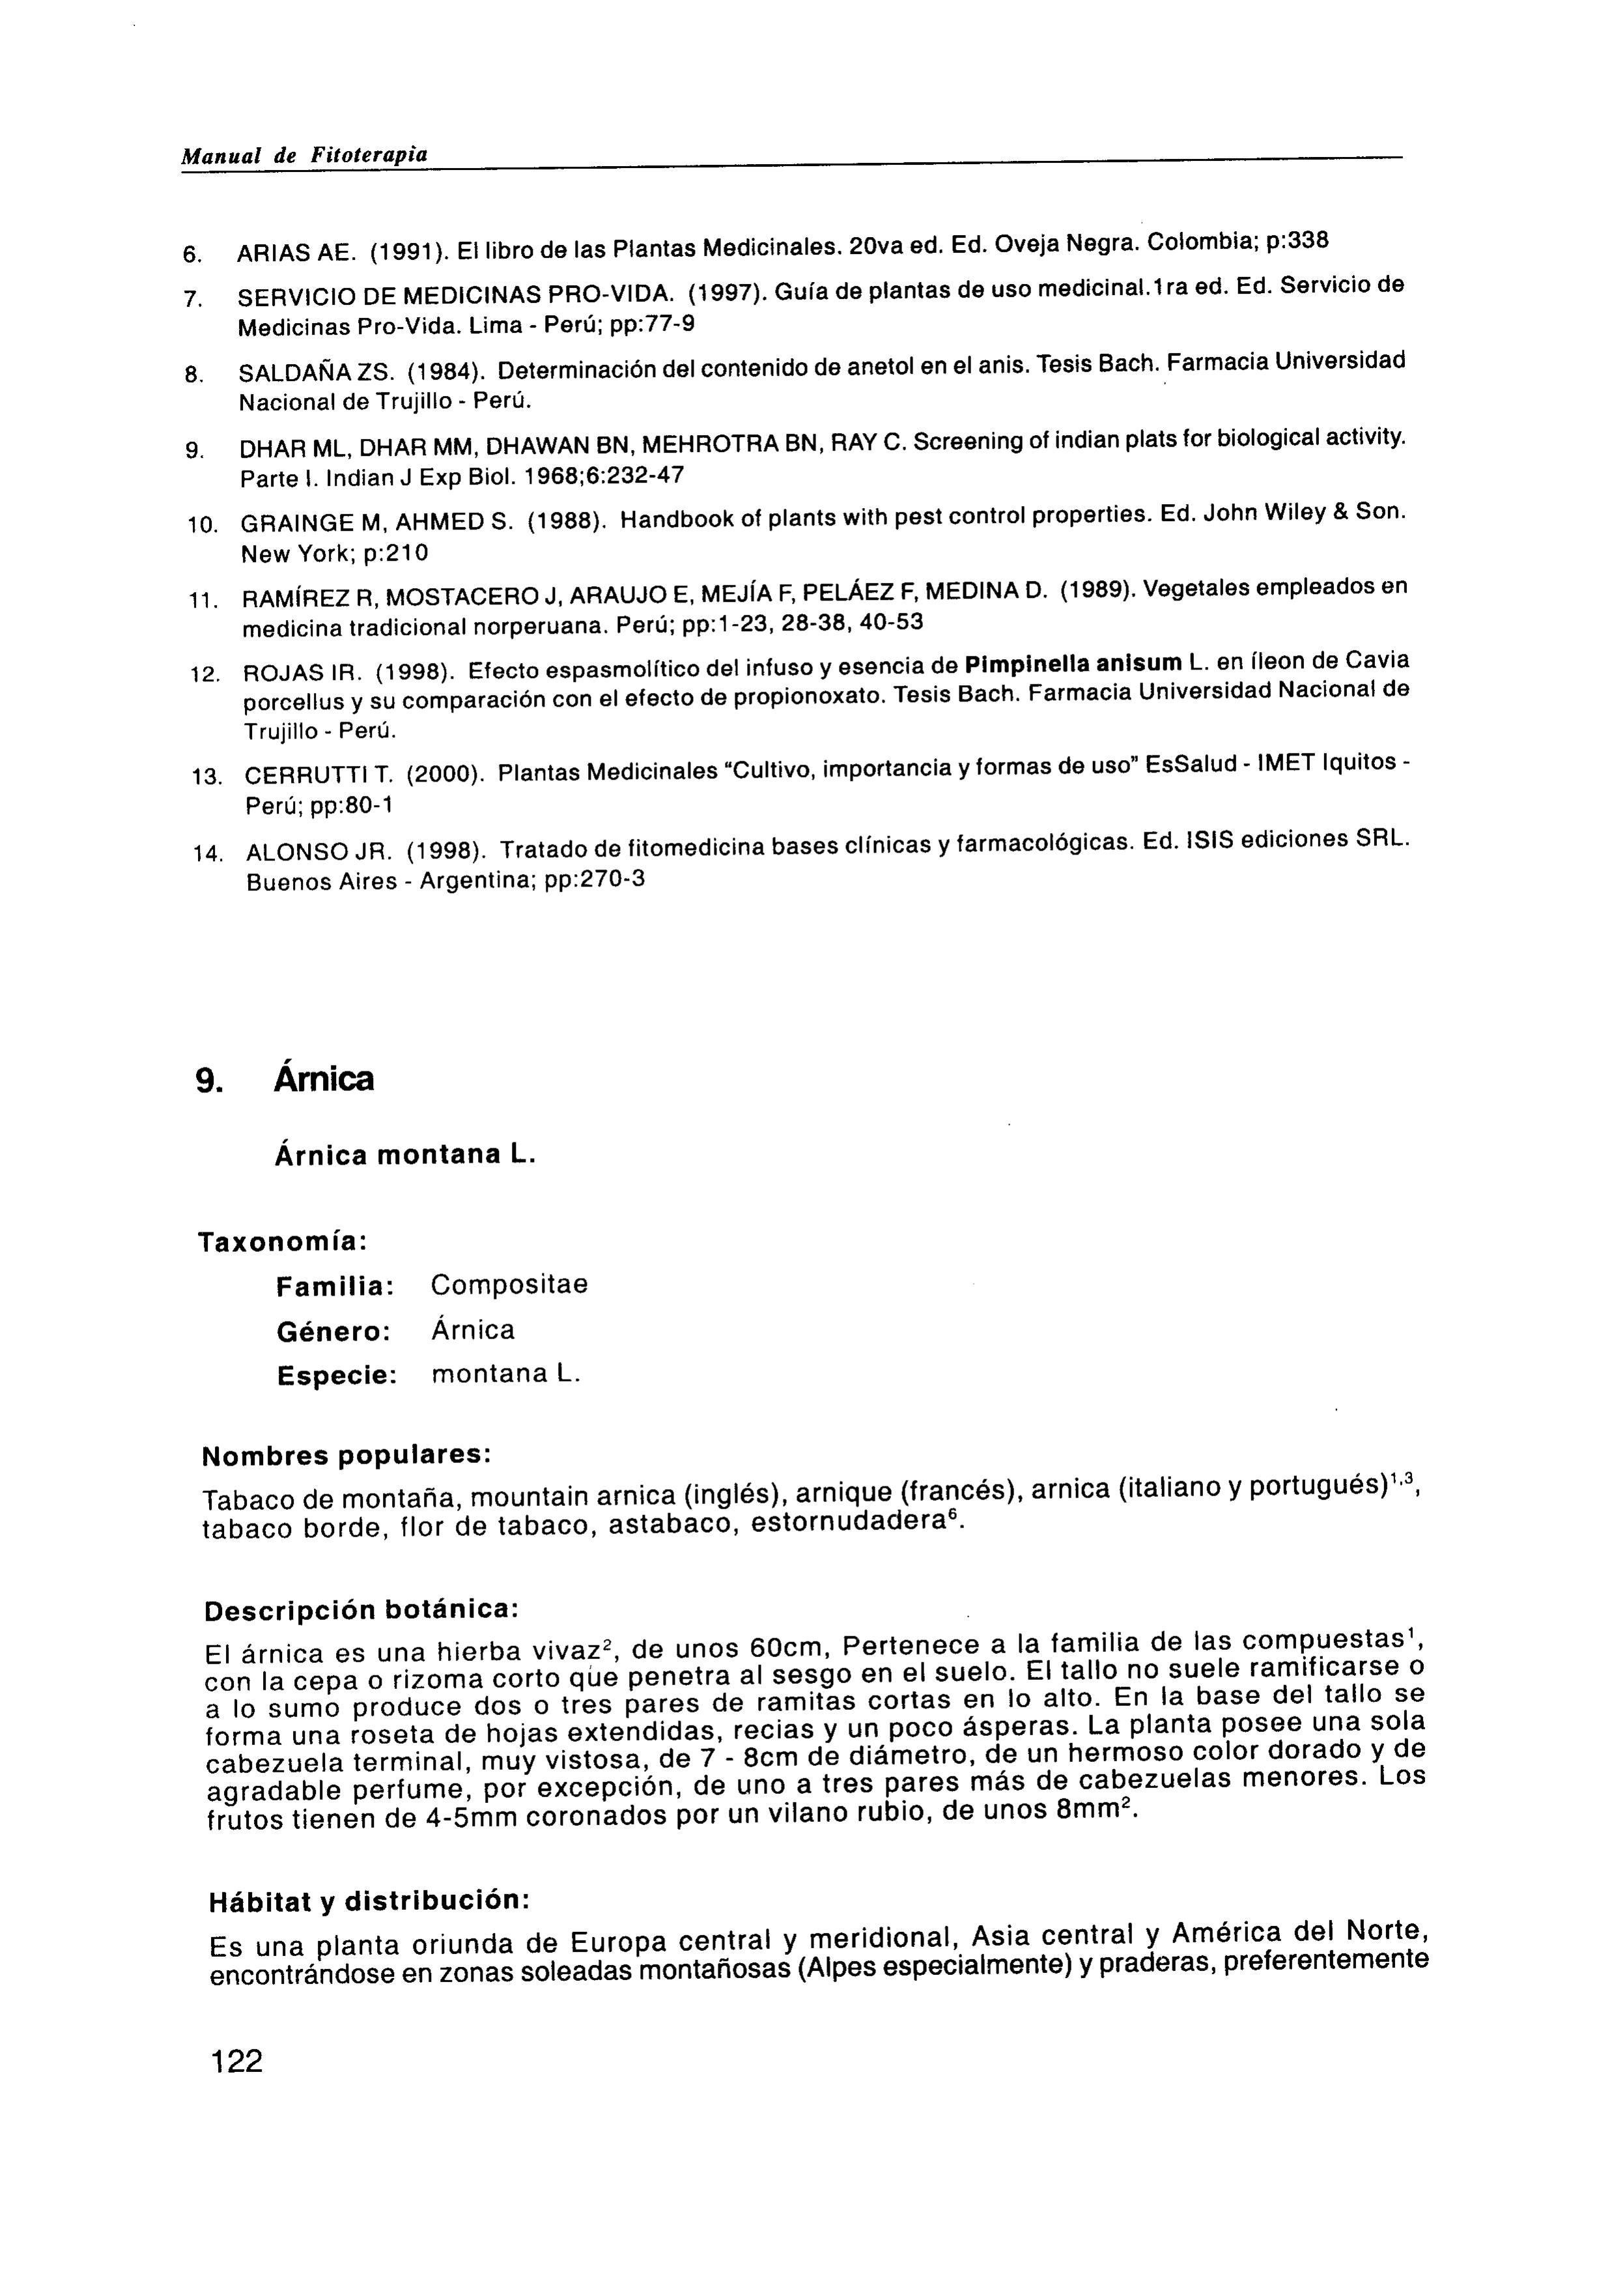 Manual de Fitoterapia
6. ARIAS AE. (1991). El libro de las Plantas Medicinales. 20va ed. Ed. Oveja Negra. Colombia; p:338
7. SERVICIO DE MEDICINAS PRO-VIDA. (1997). Guía de plantas de uso medicinal.1ra ed. Ed. Servicio de
Medicinas Pro-Vida. Lima - Perú; pp:77-9
8. SALDAÑA ZS. (1984). Determinación del contenido de anetol en el anis. Tesis Bach. Farmacia Universidad
Nacional de Trujillo - Perú.
9. DHAR ML, DHAR MM, DHAWAN BN, MEHROTRA BN, RAY C. Screening of indian plats for biological activity.
Parte I. Indian J Exp Biol. 1968;6:232-47
10. GRAINGE M, AHMED S. (1988). Handbook of plants with pest control properties. Ed. John Wiley & Son.
New York; p:210
11. RAMÍREZ R, MOSTACERO J, ARAUJO E, MEJÍA F, PELÁEZ F, MEDINA D. (1989). Vegetales empleados en
medicina tradicional norperuana. Perú; pp:1-23, 28-38, 40-53
12. ROJAS IR. (1998). Efecto espasmolítico del infuso y esencia de Pimpinella anisum L. en íleon de Cavia
porcellus y su comparación con el efecto de propionoxato. Tesis Bach. Farmacia Universidad Nacional de
Trujillo - Perú.
13. CERRUTTI T. (2000). Plantas Medicinales “Cultivo, importancia y formas de uso” EsSalud - IMET Iquitos -
Perú; pp:80-1
14. ALONSO JR. (1998). Tratado de fitomedicina bases clínicas y farmacológicas. Ed. ISIS ediciones SRL.
Buenos Aires - Argentina; pp:270-3
9. Árnica
Árnica montana L.
Taxonomía:
Familia: Compositae
Género: Árnica
Especie: montana L.
Nombres populares:
Tabaco de montaña, mountain arnica (inglés), arnique (francés), arnica (italiano y portugués)¹,³,
tabaco borde, flor de tabaco, astabaco, estornudadera⁶.
Descripción botánica:
El árnica es una hierba vivaz², de unos 60cm, Pertenece a la familia de las compuestas¹,
con la cepa o rizoma corto que penetra al sesgo en el suelo. El tallo no suele ramificarse o
a lo sumo produce dos o tres pares de ramitas cortas en lo alto. En la base del tallo se
forma una roseta de hojas extendidas, recias y un poco ásperas. La planta posee una sola
cabezuela terminal, muy vistosa, de 7 - 8cm de diámetro, de un hermoso color dorado y de
agradable perfume, por excepción, de uno a tres pares más de cabezuelas menores. Los
frutos tienen de 4-5mm coronados por un vilano rubio, de unos 8mm².
Hábitat y distribución:
Es una planta oriunda de Europa central y meridional, Asia central y América del Norte,
encontrándose en zonas soleadas montañosas (Alpes especialmente) y praderas, preferentemente
122